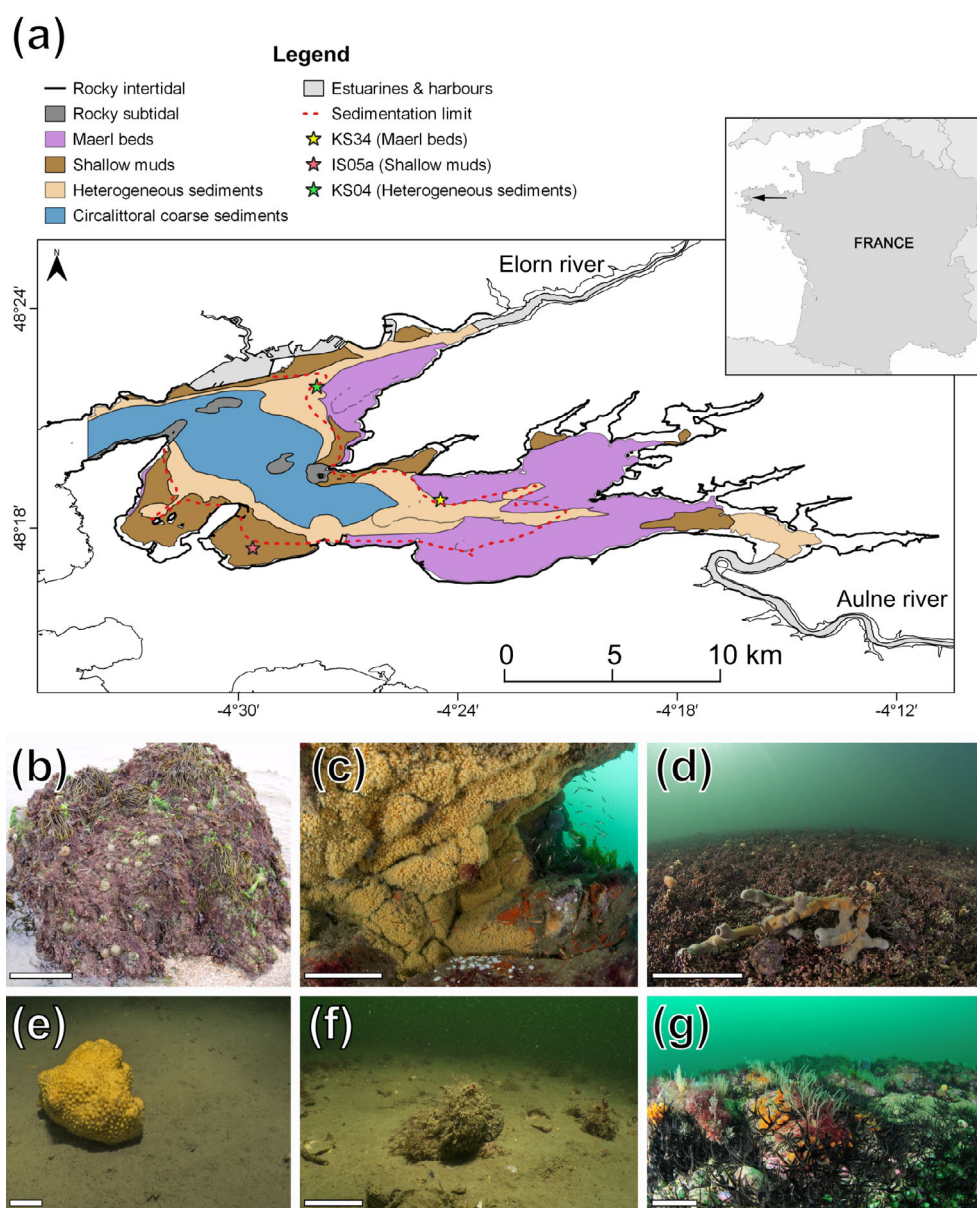 (a)
Legend
Rocky intertidal
Rocky subtidal
Maerl beds
Shallow muds
Heterogeneous sediments
Circalittoral coarse sediments
Estuarines & harbours
Sedimentation limit
KS34 (Maerl beds)
IS05a (Shallow muds)
KS04 (Heterogeneous sediments)
FRANCE
N
Elorn river
48°24'
48°18'
Aulne river
0 5 10 km
-4°30' -4°24' -4°18' -4°12'
(b) (c) (d)
(e) (f) (g)